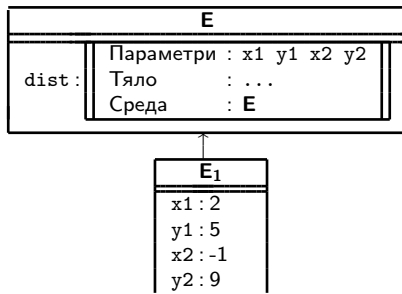 E
Параметри : x1 y1 x2 y2
dist : Тяло : ...
Среда : E
E1
x1 : 2
y1 : 5
x2 : -1
y2 : 9